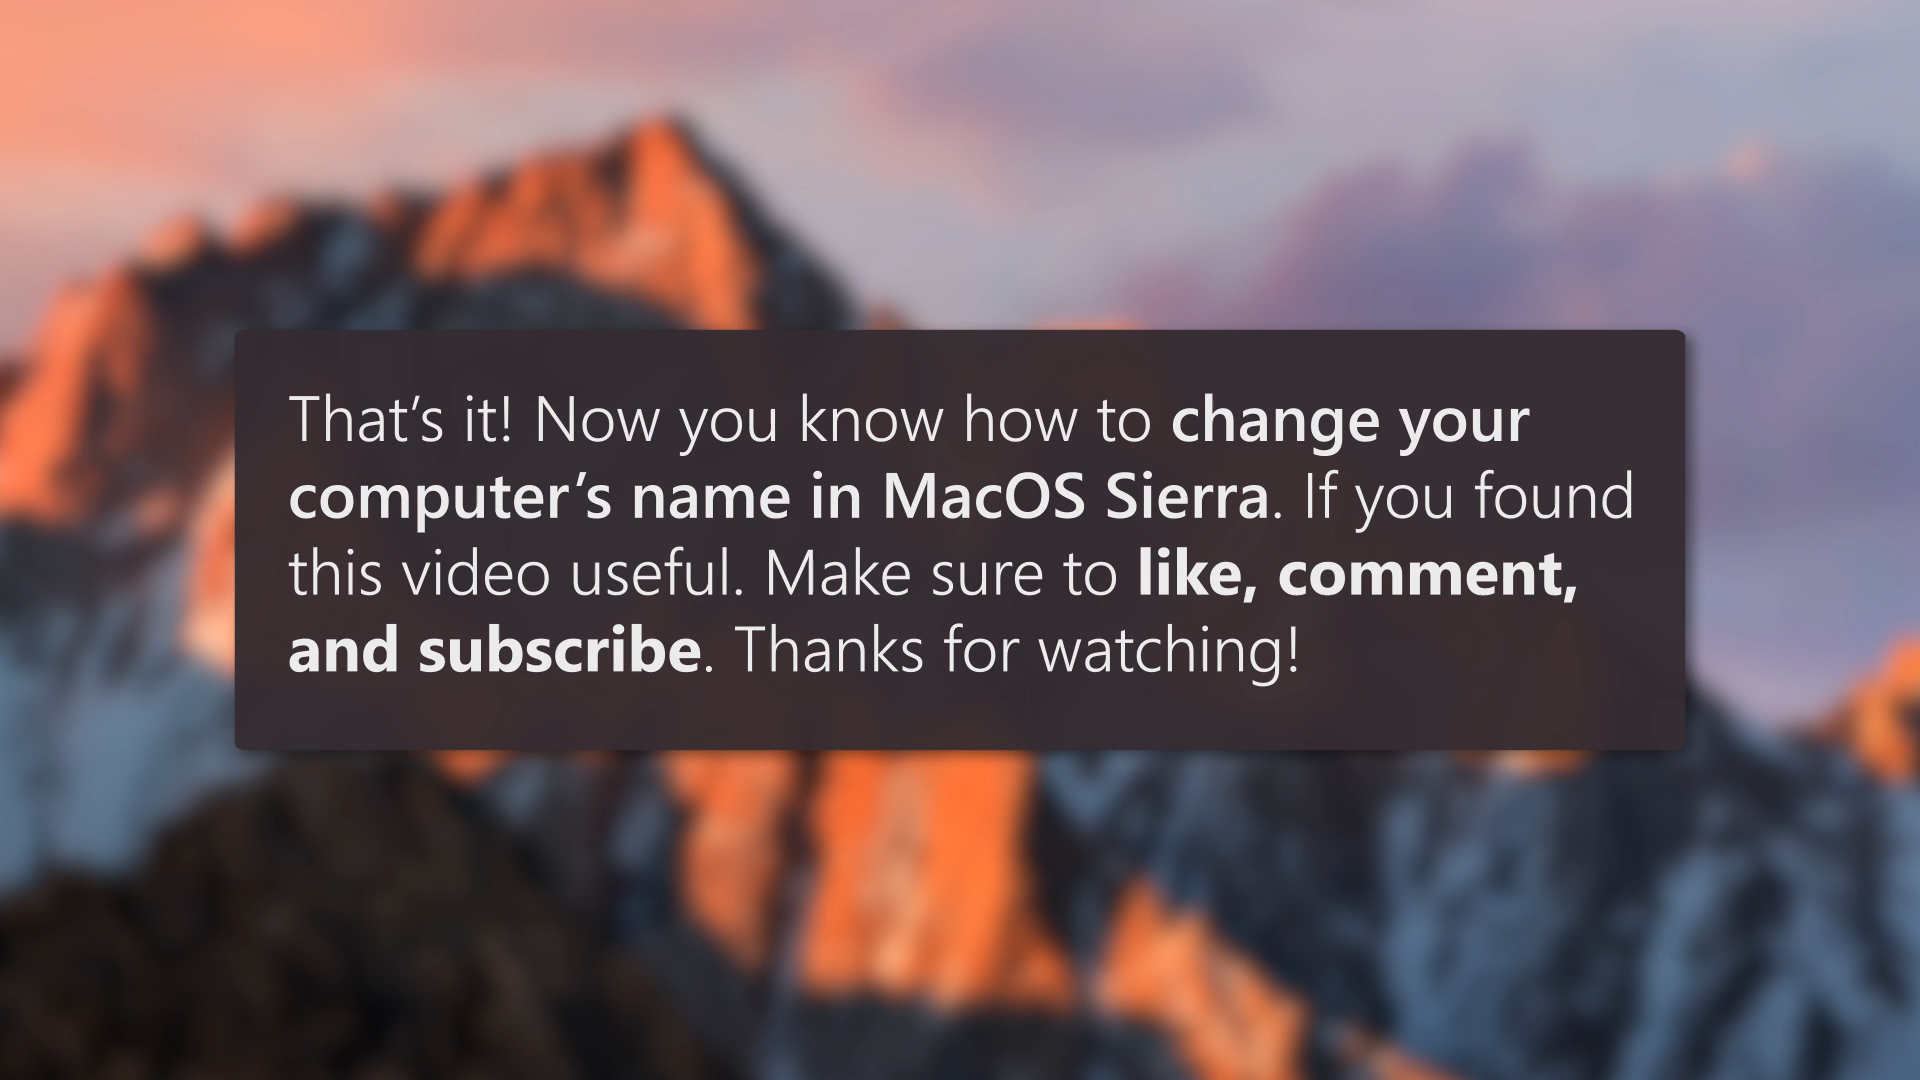 That’s it! Now you know how to change your
computer’s name in MacOS Sierra. If you found
this video useful. Make sure to like, comment,
and subscribe. Thanks for watching!